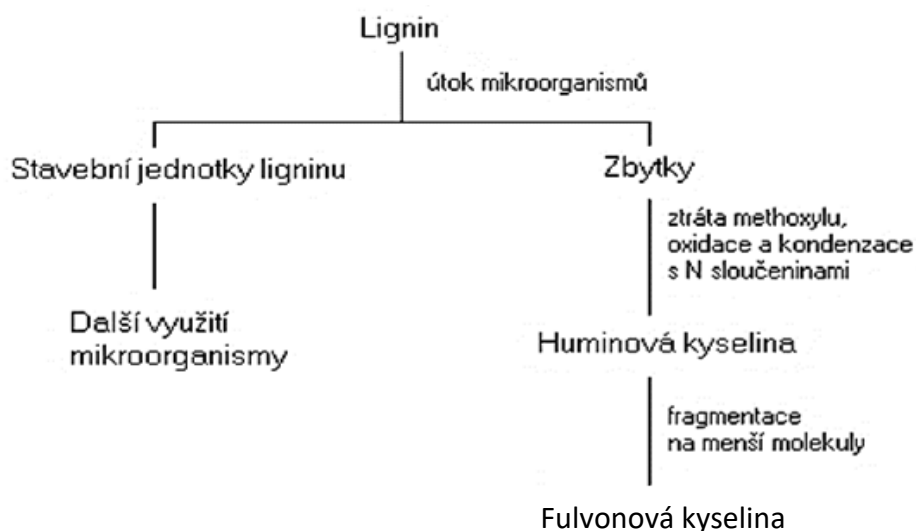 Lignin
útok mikroorganismů
Stavební jednotky ligninu
Zbytky
ztráta methoxylu,
oxidace a kondenzace
s N sloučeninami
Další využití
mikroorganismy
Huminová kyselina
fragmentace
na menší molekuly
Fulvonová kyselina